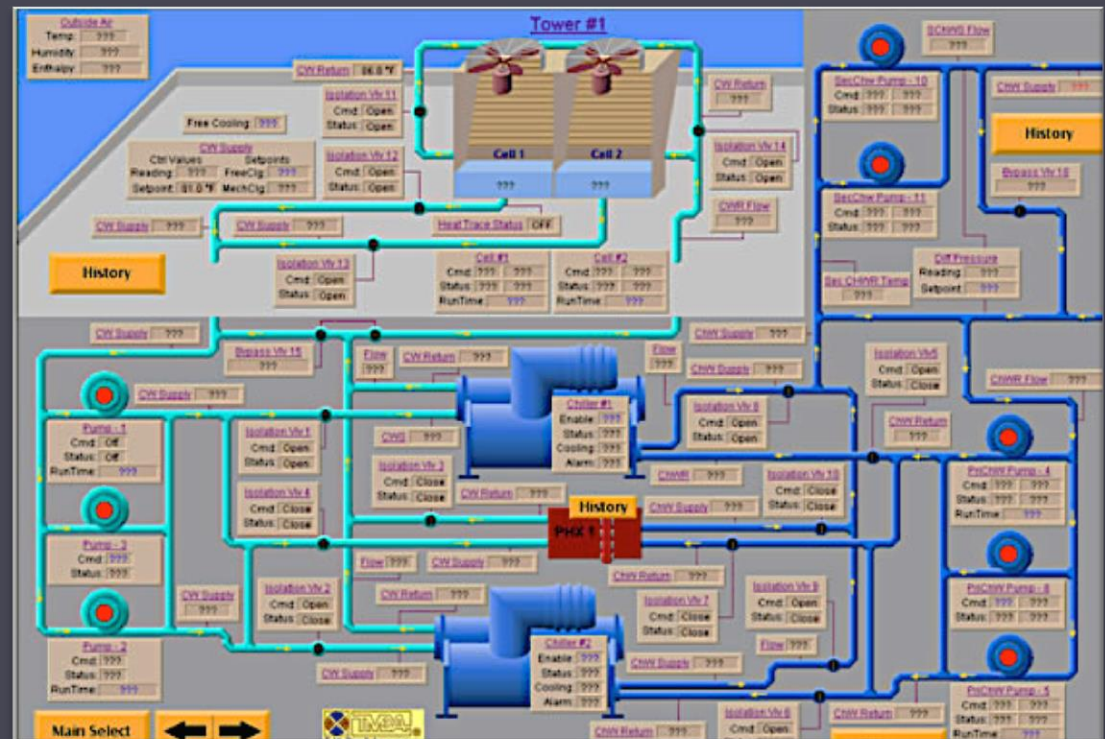 Outside Air
Temp: ???
Humidity: ???
Enthalpy: ???
Tower #1
CW Return 86.0 °F
Isolation Vlv 11
Cmd: Open
Status: Open
Free Cooling: ???
CW Supply
Ctrl Values Setpoints
Reading: ??? FreeClg: ???
Setpoint: 81.0 °F MechClg: ???
Isolation Vlv 12
Cmd: Open
Status: Open
Cell 1
Cell 2
???
???
CW Return
???
Isolation Vlv 14
Cmd: Open
Status: Open
CWR Flow
???
CW Supply ???
CW Supply ???
Heat Trace Status OFF
History
Isolation Vlv 13
Cmd: Open
Status: Open
Cell #1
Cmd: ??? ???
Status: ??? ???
RunTime: ???
Cell #2
Cmd: ??? ???
Status: ??? ???
RunTime: ???
SChWS Flow
???
SecChw Pump - 10
Cmd: ??? ???
Status: ??? ???
ChW Supply ???
History
SecChw Pump - 11
Cmd: ??? ???
Status: ??? ???
Bypass Vlv 16
???
Sec CHWR Temp
???
Diff Pressure
Reading: ???
Setpoint: ???
CW Supply ???
Bypass Vlv 15
???
Flow
???
CW Return ???
Flow
???
ChW Supply ???
ChW Supply ???
Isolation Vlv5
Cmd: Open
Status: Close
ChWR Flow ???
CW Supply ???
Pump - 1
Cmd: Off
Status: Off
RunTime: ???
Isolation Vlv 1
Cmd: Open
Status: Open
CWS ???
Chiller #1
Enable: ???
Status: ???
Cooling: ???
Alarm: ???
Isolation Vlv 8
Cmd: Open
Status: Open
ChW Return
???
PriChW Pump - 4
Cmd: ??? ???
Status: ??? ???
RunTime: ???
Isolation Vlv 3
Cmd: Close
Status: Close
CW Return ???
ChWR ???
Isolation Vlv 10
Cmd: Close
Status: Close
Isolation Vlv 4
Cmd: Close
Status: Close
History
PHX 1
ChW Supply ???
Pump - 3
Cmd: ???
Status: ???
Flow ???
CW Supply ???
ChW Return ???
CW Supply
???
Isolation Vlv 2
Cmd: Open
Status: Close
CW Return ???
Isolation Vlv 7
Cmd: Close
Status: Close
Isolation Vlv 9
Cmd: Open
Status: Close
PriChW Pump - 6
Cmd: ??? ???
Status: ??? ???
Pump - 2
Cmd: ???
Status: ???
RunTime: ???
CW Supply ???
Chiller #2
Enable: ???
Status: ???
Cooling: ???
Alarm: ???
Flow ???
ChW Supply ???
ChW Return ???
Isolation Vlv 6
Cmd: Open
ChW Return ???
PriChW Pump - 5
Cmd: ??? ???
Status: ??? ???
RunTime: ???
Main Select